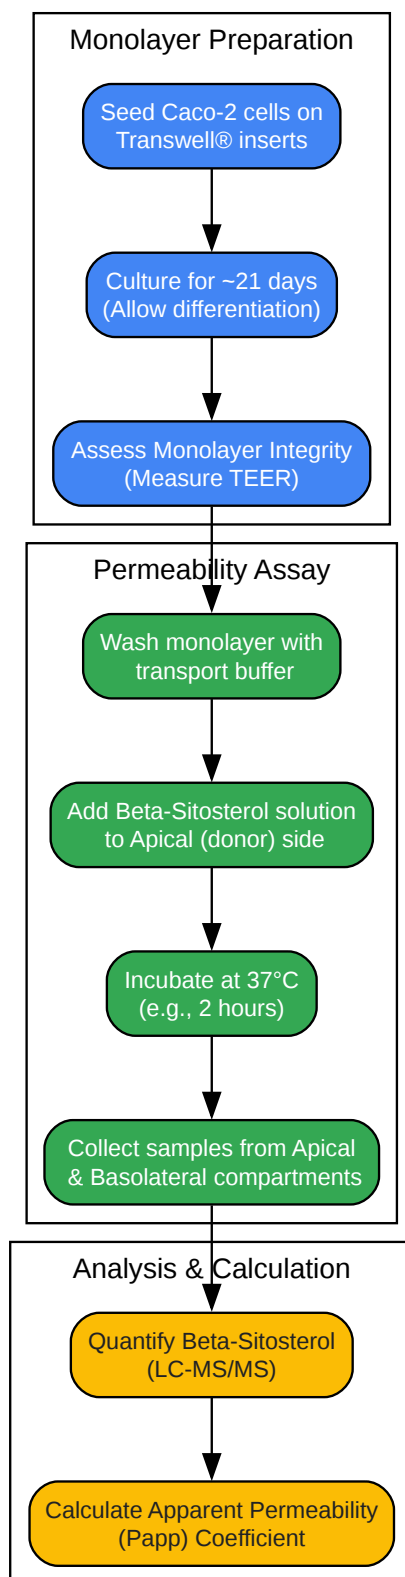 Monolayer Preparation
Seed Caco-2 cells on
Transwell® inserts
Culture for ~21 days
(Allow differentiation)
Assess Monolayer Integrity
(Measure TEER)
Permeability Assay
Wash monolayer with
transport buffer
Add Beta-Sitosterol solution
to Apical (donor) side
Incubate at 37°C
(e.g., 2 hours)
Collect samples from Apical
& Basolateral compartments
Analysis & Calculation
Quantify Beta-Sitosterol
(LC-MS/MS)
Calculate Apparent Permeability
(Papp) Coefficient